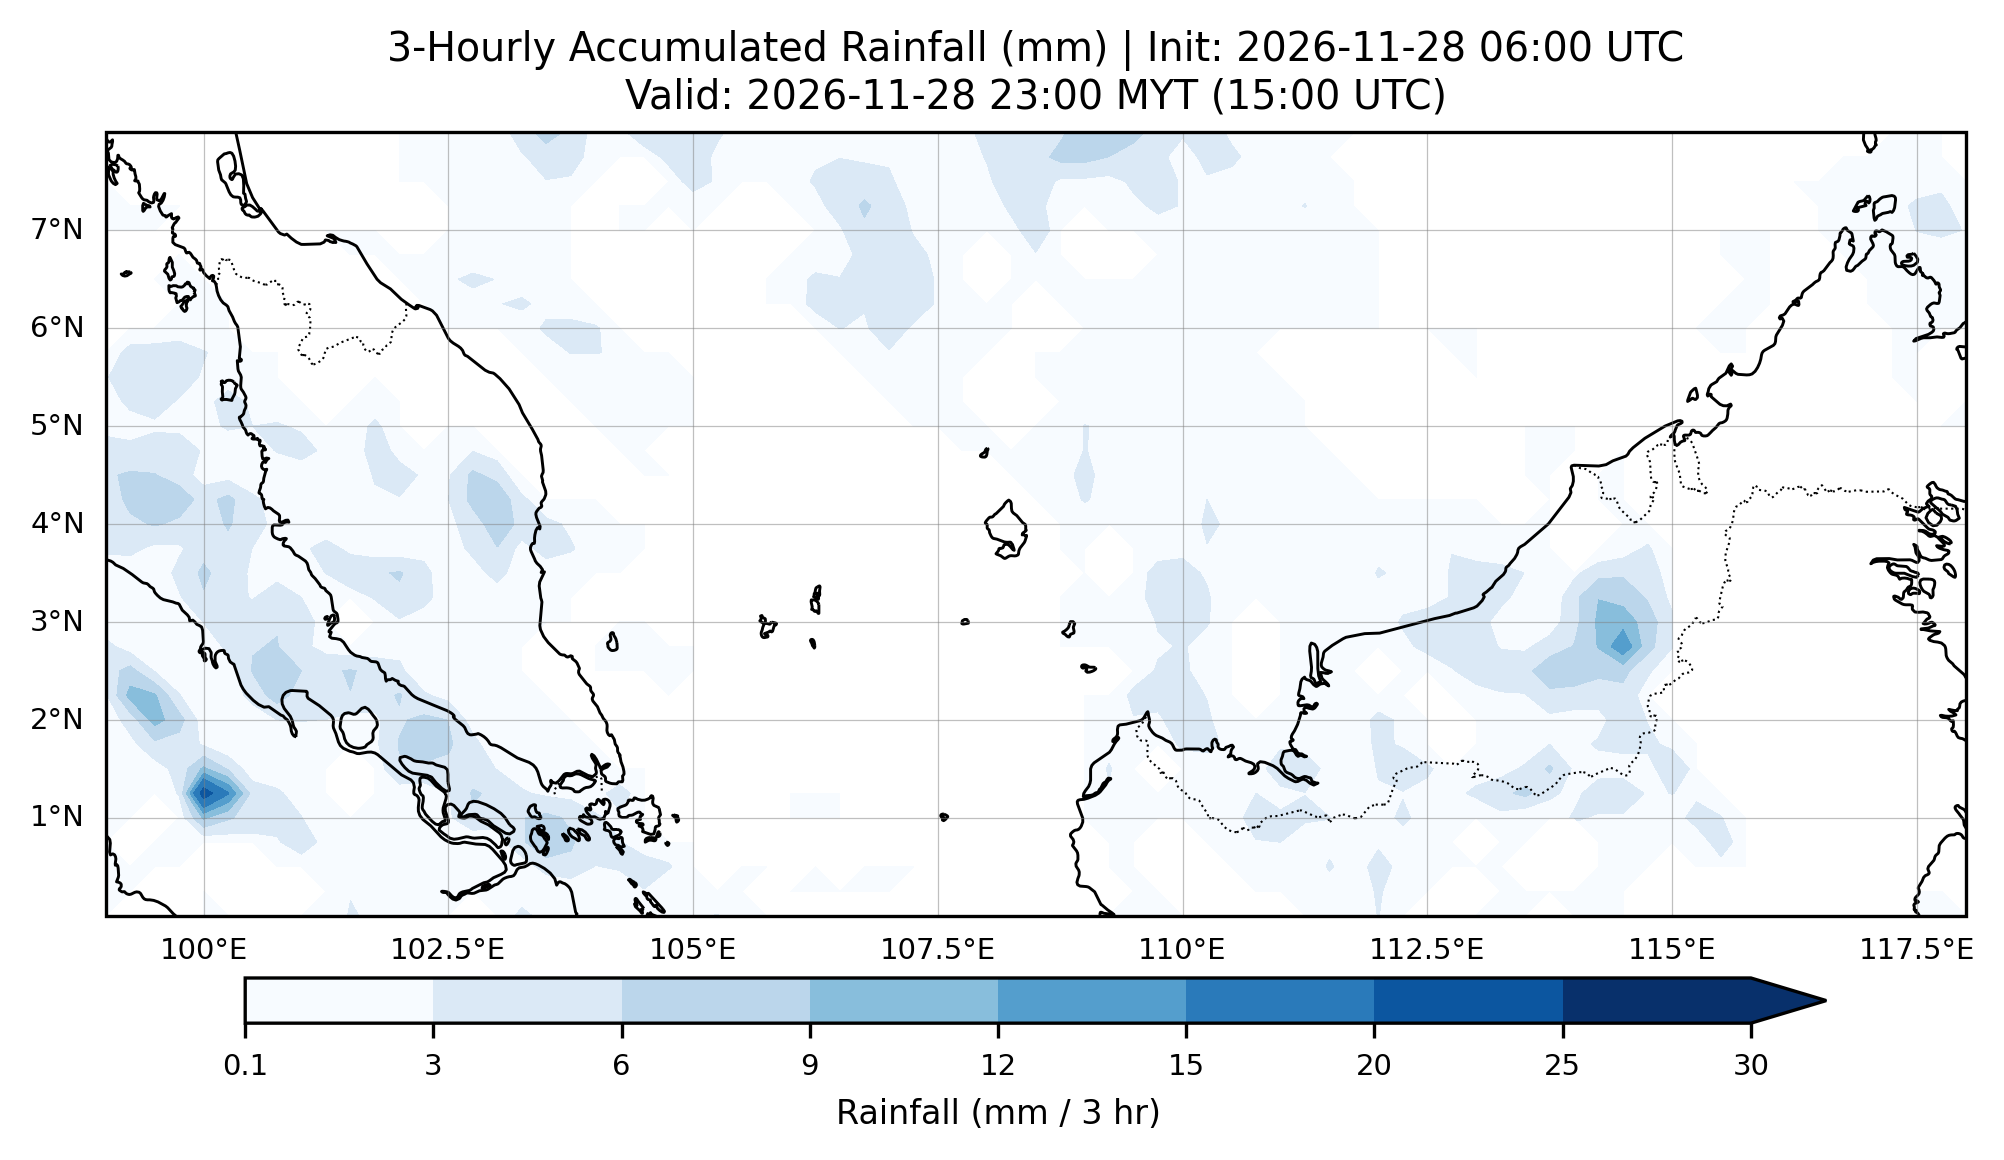 3-Hourly Accumulated Rainfall (mm) | Init: 2026-11-28 06:00 UTC
Valid: 2026-11-28 23:00 MYT (15:00 UTC)
7°N
6°N
5°N
4°N
3°N
2°N
1°N
100°E 102.5°E 105°E 107.5°E 110°E 112.5°E 115°E 117.5°E
0.1 3 6 9 12 15 20 25 30
Rainfall (mm / 3 hr)